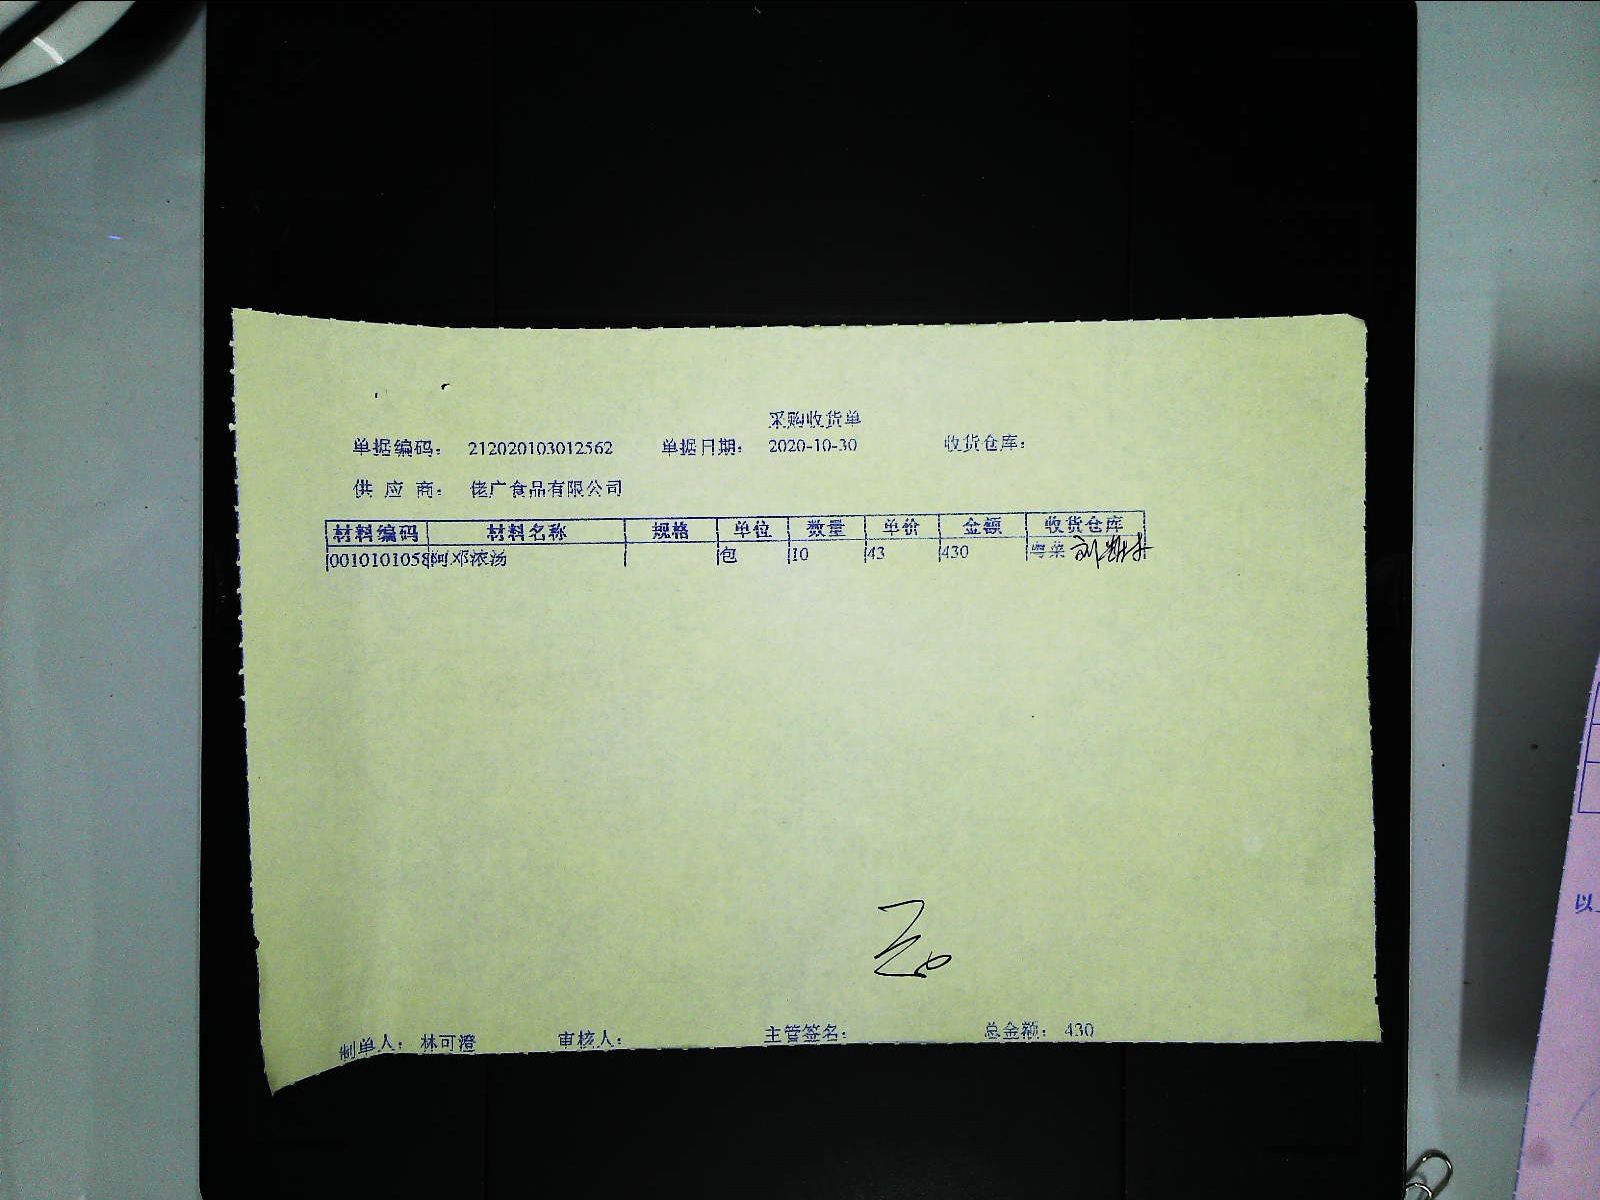 采购收货单
单据编码： 212020103012562 单据日期： 2020-10-30 收货仓库：
供应商： 佬广食品有限公司
材料编码 材料名称 规格 单位 数量 单价 金额 收货仓库
0010101058 阿邓浓汤 包 10 43 430 粤菜
制单人： 林可澄 审核人： 主管签名： 总金额： 430
以